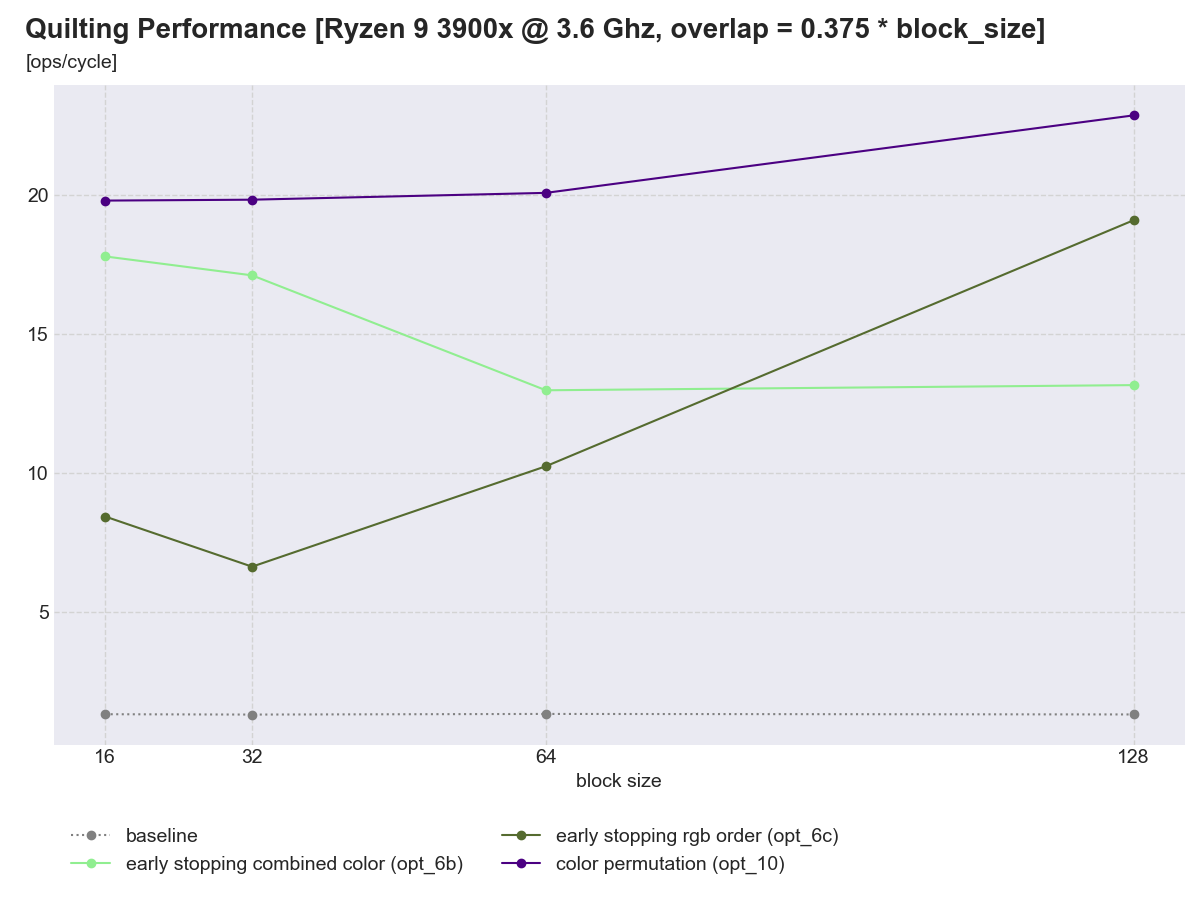 Quilting Performance [Ryzen 9 3900x @ 3.6 Ghz, overlap = 0.375 * block_size]
[ops/cycle]
20
15
10
5
16 32 64 128
block size
baseline
early stopping combined color (opt_6b)
early stopping rgb order (opt_6c)
color permutation (opt_10)